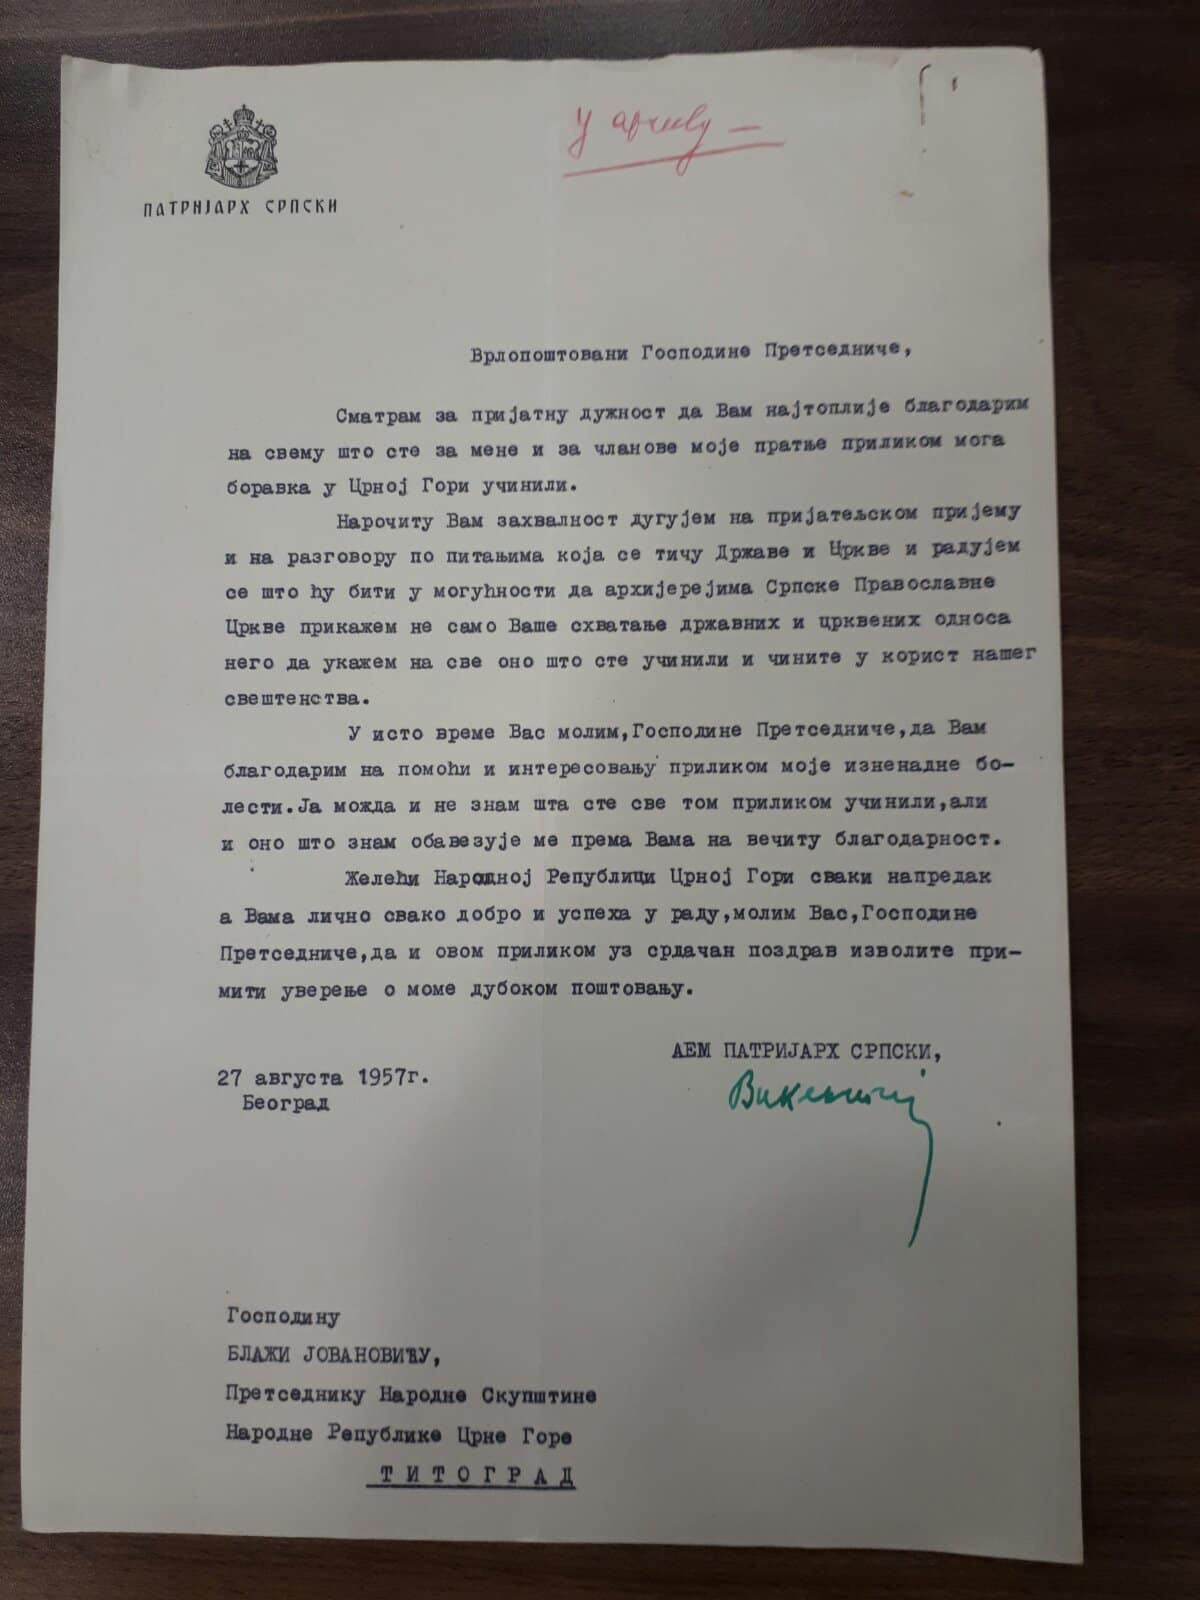 У архиву —
ПАТРИЈАРХ СРПСКИ
Врлопоштовани Господине Претседниче,
Сматрам за пријатну дужност да Вам најтоплије благодарим
на свему што сте за мене и за чланове моје пратње приликом мога
боравка у Црној Гори учинили.
Нарочиту Вам захвалност дугујем на пријатељском пријему
и на разговору по питањима која се тичу Државе и Цркве и радујем
се што ћу бити у могућности да архијерејима Српске Православне
Цркве прикажем не само Ваше схватање државних и црквених односа
него да укажем на све оно што сте учинили и чините у корист нашег
свештенства.
У исто време Вас молим,Господине Претседниче,да Вам
благодарим на помоћи и интересовању приликом моје изненадне бо-
лести.Ја можда и не знам шта сте све том приликом учинили,али
и оно што знам обавезује ме према Вама на вечиту благодарност.
Желећи Народној Републици Црној Гори сваки напредак
а Вама лично свако добро и успеха у раду,молим Вас,Господине
Претседниче,да и овом приликом уз срдачан поздрав изволите при-
мити уверење о моме дубоком поштовању.
АЕМ ПАТРИЈАРХ СРПСКИ,
27 августа 1957г.
Београд
Викентије
Господину
БЛАЖИ ЈОВАНОВИЋУ,
Претседнику Народне Скупштине
Народне Републике Црне Горе
ТИТОГРАД